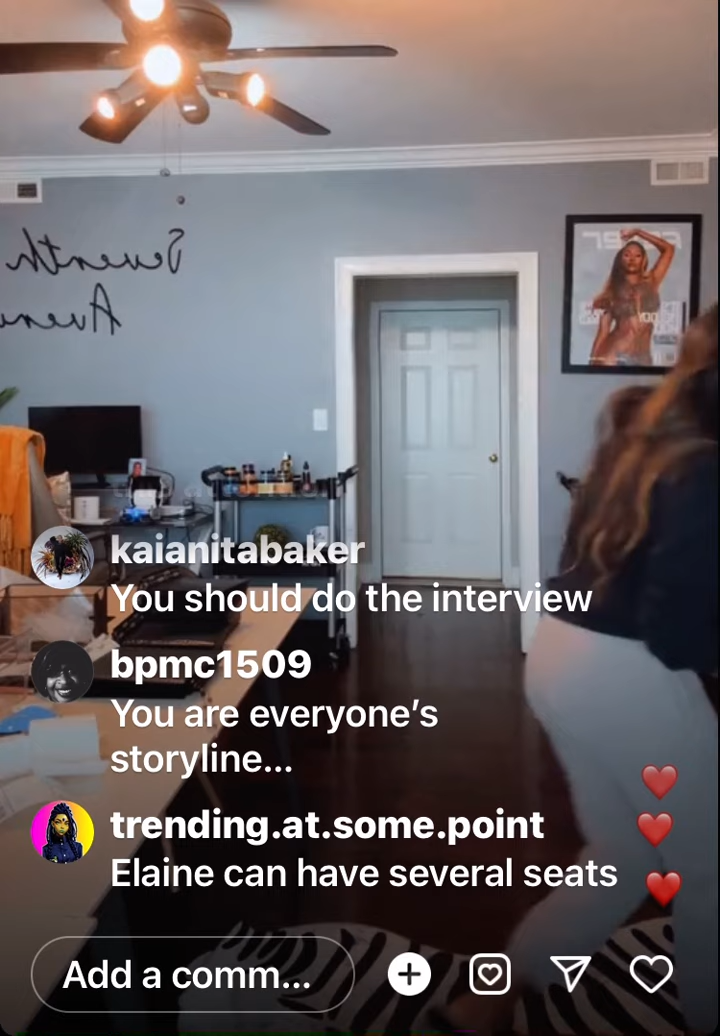 Seventh
kaianitabaker
You should do the interview
bpmc1509
You are everyone’s
storyline...
trending.at.some.point
Elaine can have several seats
Add a comm...